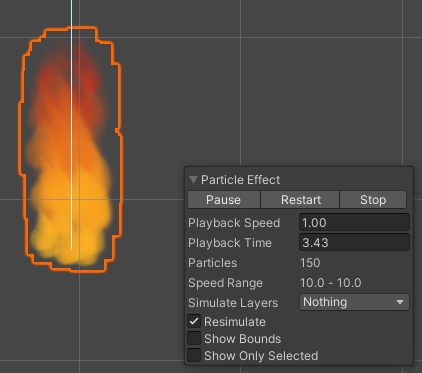 Particle Effect
Pause Restart Stop
Playback Speed 1.00
Playback Time 3.43
Particles 150
Speed Range 10.0 - 10.0
Simulate Layers Nothing
Resimulate
Show Bounds
Show Only Selected